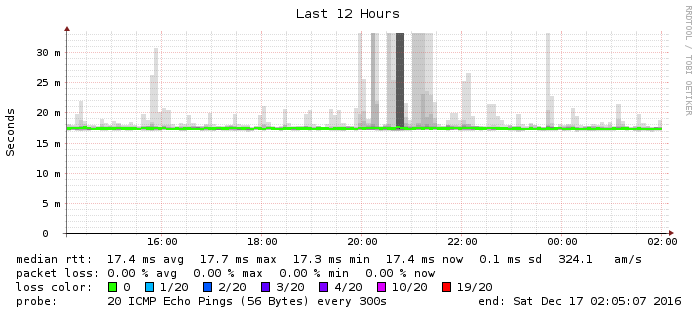 Last 12 Hours
RRDTOOL / TOBI OETIKER
Seconds
30 m
25 m
20 m
15 m
10 m
5 m
0
16:00 18:00 20:00 22:00 00:00 02:00
median rtt: 17.4 ms avg 17.7 ms max 17.3 ms min 17.4 ms now 0.1 ms sd 324.1 am/s
packet loss: 0.00 % avg 0.00 % max 0.00 % min 0.00 % now
loss color: 0 1/20 2/20 3/20 4/20 10/20 19/20
probe: 20 ICMP Echo Pings (56 Bytes) every 300s end: Sat Dec 17 02:05:07 2016